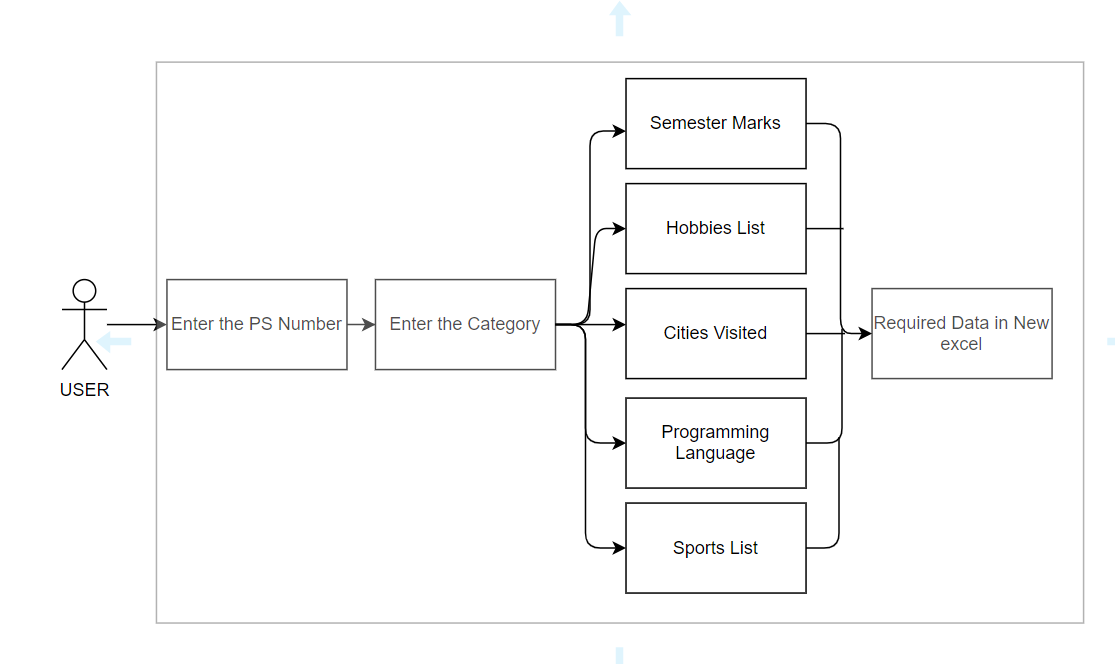 Semester Marks
Hobbies List
Enter the PS Number
Enter the Category
Cities Visited
Required Data in New
excel
USER
Programming
Language
Sports List